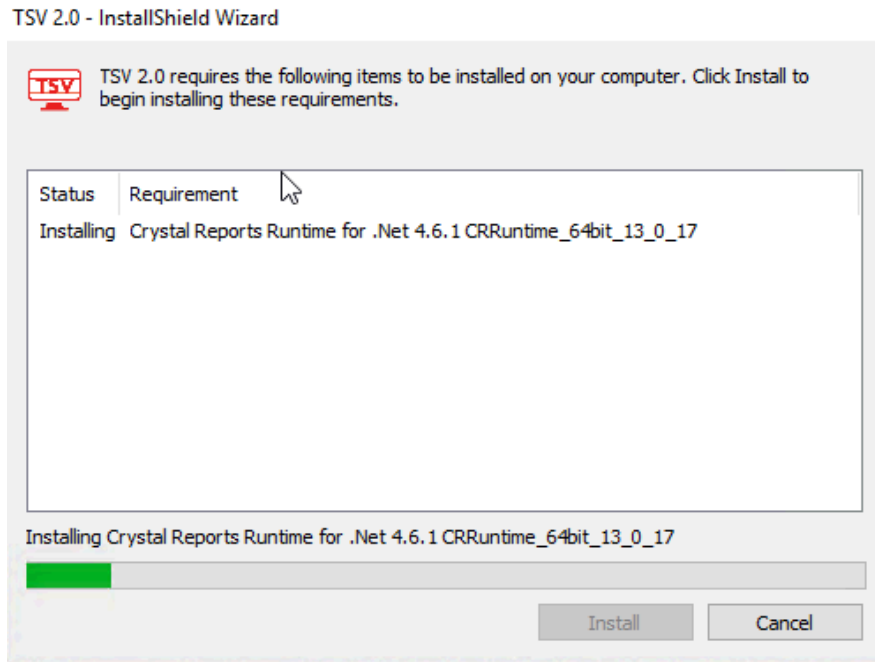 TSV 2.0 - InstallShield Wizard
TSV
TSV 2.0 requires the following items to be installed on your computer. Click Install to
begin installing these requirements.
Status Requirement
Installing Crystal Reports Runtime for .Net 4.6.1 CRRuntime_64bit_13_0_17
Installing Crystal Reports Runtime for .Net 4.6.1 CRRuntime_64bit_13_0_17
Install Cancel